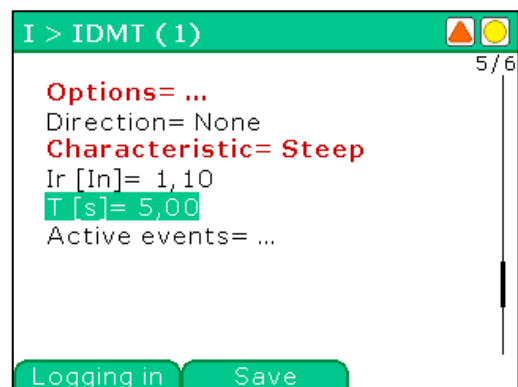 I > IDMT (1)
5/6
Options= ...
Direction= None
Characteristic= Steep
Ir [In]= 1,10
T [s]= 5,00
Active events= ...
Logging in
Save